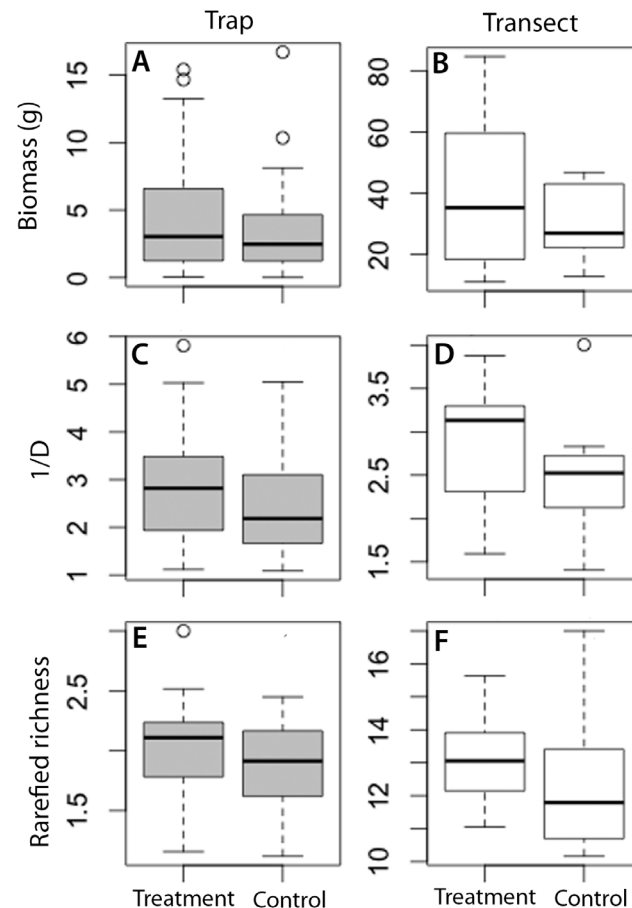 Trap Transect
A B
Biomass (g)
15
10
5
0
80
60
40
20
C D
1/D
6
5
4
3
2
1
3.5
2.5
1.5
E F
Rarefied richness
2.5
1.5
16
14
12
10
Treatment Control Treatment Control